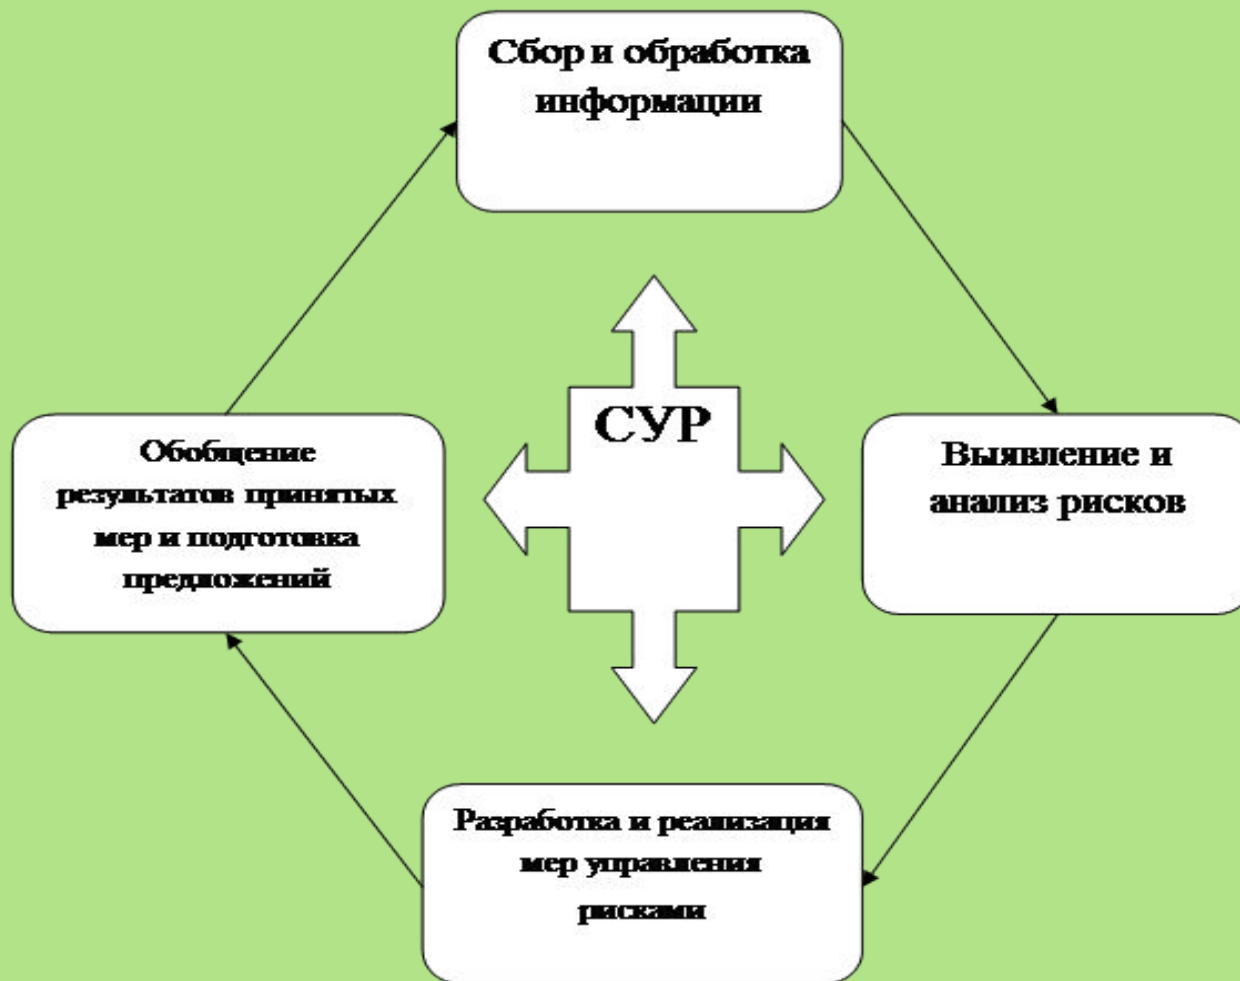 Сбор и обработка
информации
СУР
Обобщение
результатов принятых
мер и подготовка
предложений
Выявление и
анализ рисков
Разработка и реализация
мер управления
рисками